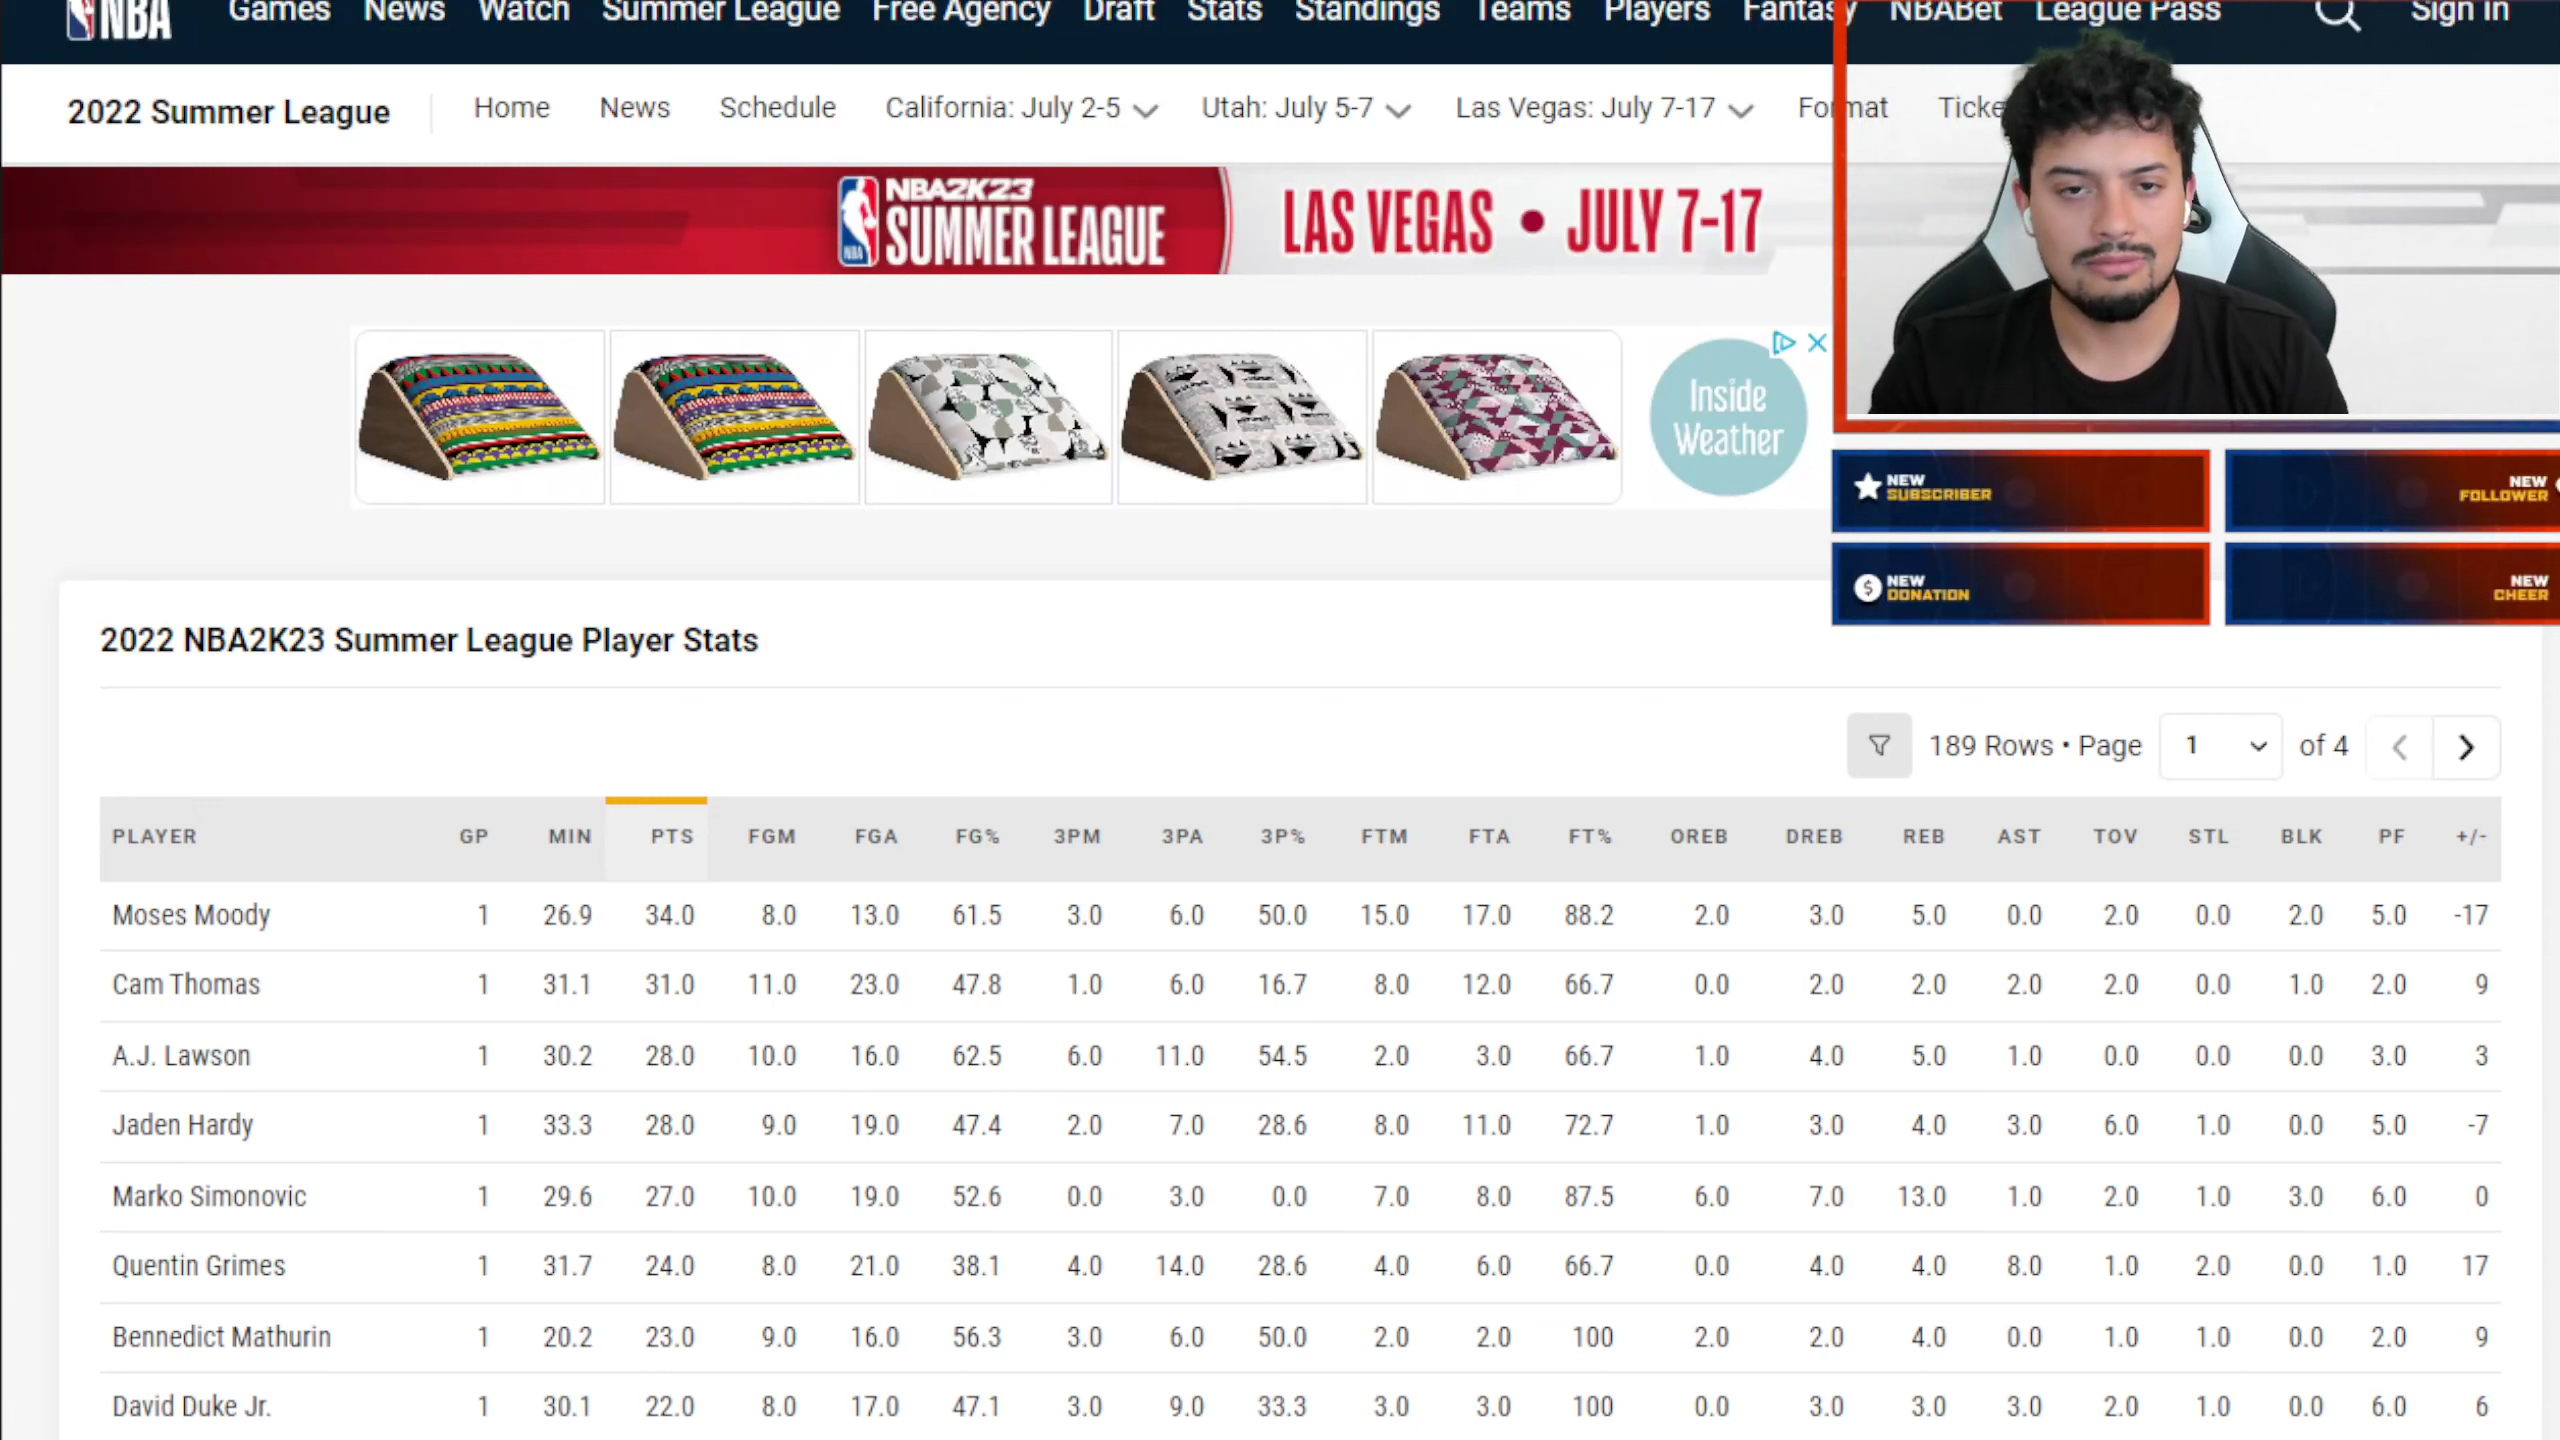 NBA Games News Watch Summer League Free Agency Draft Stats Standings Teams Players Fantasy NBABet League Pass Sign In
2022 Summer League Home News Schedule California: July 2-5 Utah: July 5-7 Las Vegas: July 7-17 Format Ticke
NBA NBA2K23
SUMMER LEAGUE
LAS VEGAS • JULY 7-17
Inside
Weather
NEW
SUBSCRIBER
NEW
FOLLOWER
NEW
DONATION
NEW
CHEER
2022 NBA2K23 Summer League Player Stats
189 Rows • Page 1 of 4
PLAYER GP MIN PTS FGM FGA FG% 3PM 3PA 3P% FTM FTA FT% OREB DREB REB AST TOV STL BLK PF +/-
Moses Moody 1 26.9 34.0 8.0 13.0 61.5 3.0 6.0 50.0 15.0 17.0 88.2 2.0 3.0 5.0 0.0 2.0 0.0 2.0 5.0 -17
Cam Thomas 1 31.1 31.0 11.0 23.0 47.8 1.0 6.0 16.7 8.0 12.0 66.7 0.0 2.0 2.0 2.0 2.0 0.0 1.0 2.0 9
A.J. Lawson 1 30.2 28.0 10.0 16.0 62.5 6.0 11.0 54.5 2.0 3.0 66.7 1.0 4.0 5.0 1.0 0.0 0.0 0.0 3.0 3
Jaden Hardy 1 33.3 28.0 9.0 19.0 47.4 2.0 7.0 28.6 8.0 11.0 72.7 1.0 3.0 4.0 3.0 6.0 1.0 0.0 5.0 -7
Marko Simonovic 1 29.6 27.0 10.0 19.0 52.6 0.0 3.0 0.0 7.0 8.0 87.5 6.0 7.0 13.0 1.0 2.0 1.0 3.0 6.0 0
Quentin Grimes 1 31.7 24.0 8.0 21.0 38.1 4.0 14.0 28.6 4.0 6.0 66.7 0.0 4.0 4.0 8.0 1.0 2.0 0.0 1.0 17
Bennedict Mathurin 1 20.2 23.0 9.0 16.0 56.3 3.0 6.0 50.0 2.0 2.0 100 2.0 2.0 4.0 0.0 1.0 1.0 0.0 2.0 9
David Duke Jr. 1 30.1 22.0 8.0 17.0 47.1 3.0 9.0 33.3 3.0 3.0 100 0.0 3.0 3.0 3.0 2.0 1.0 0.0 6.0 6